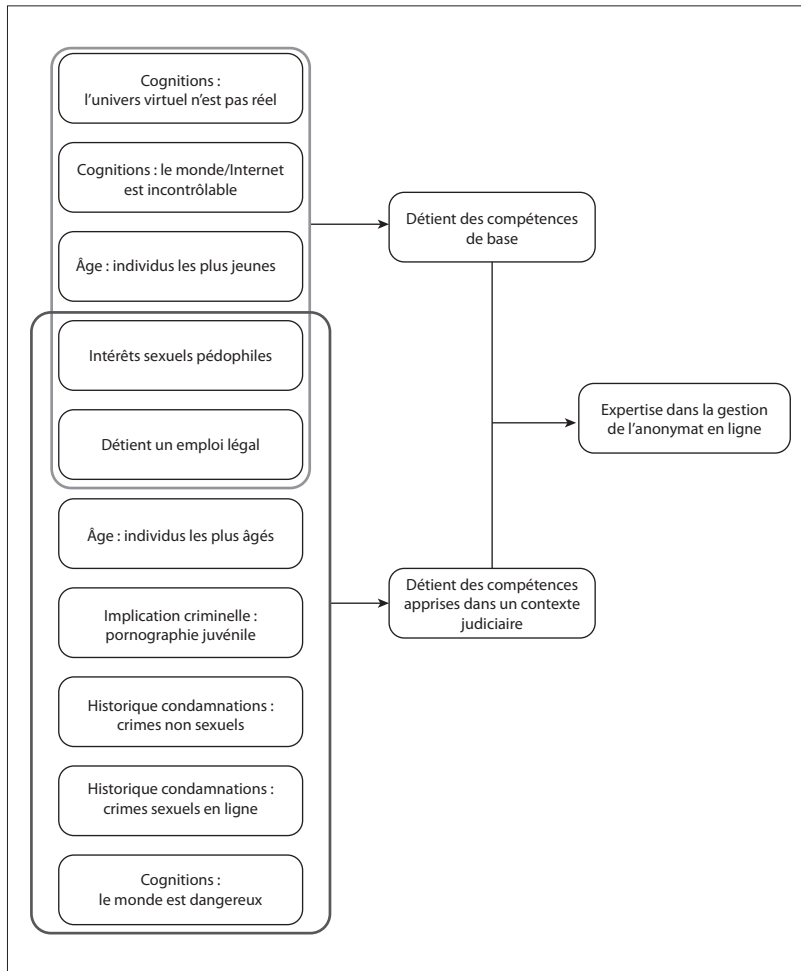 Cognitions :
l’univers virtuel n’est pas réel
Cognitions : le monde/Internet
est incontrôlable
Âge : individus les plus jeunes
Intérêts sexuels pédophiles
Détient un emploi légal
Âge : individus les plus âgés
Implication criminelle :
pornographie juvénile
Historique condamnations :
crimes non sexuels
Historique condamnations :
crimes sexuels en ligne
Cognitions :
le monde est dangereux
Détient des compétences
de base
Détient des compétences
apprises dans un contexte
judiciaire
Expertise dans la gestion
de l’anonymat en ligne